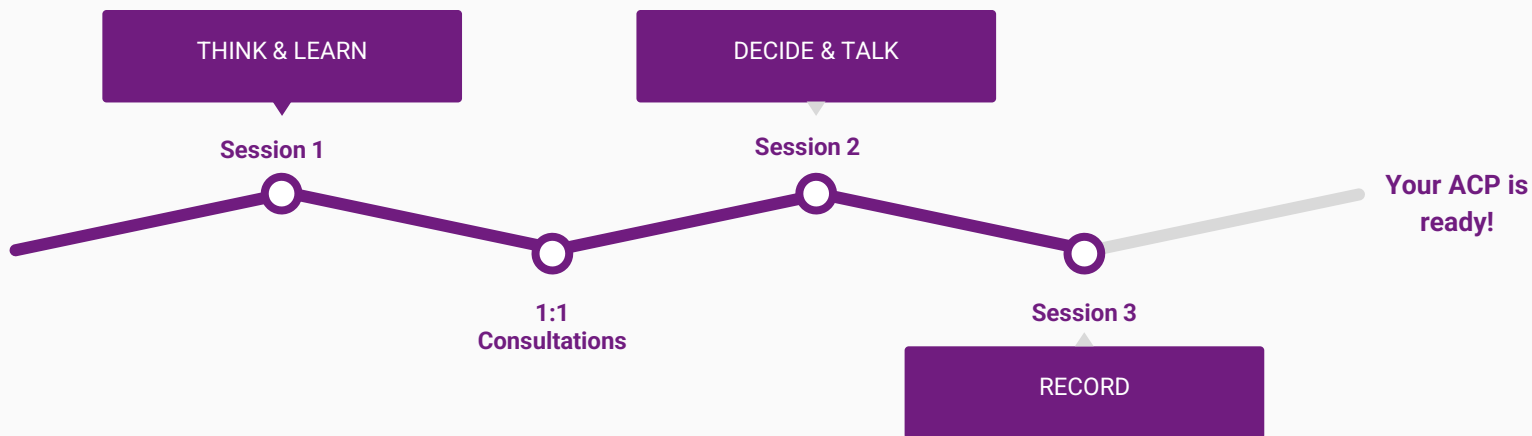 THINK & LEARN
DECIDE & TALK
Session 1
Session 2
Your ACP is
ready!
1:1
Consultations
Session 3
RECORD